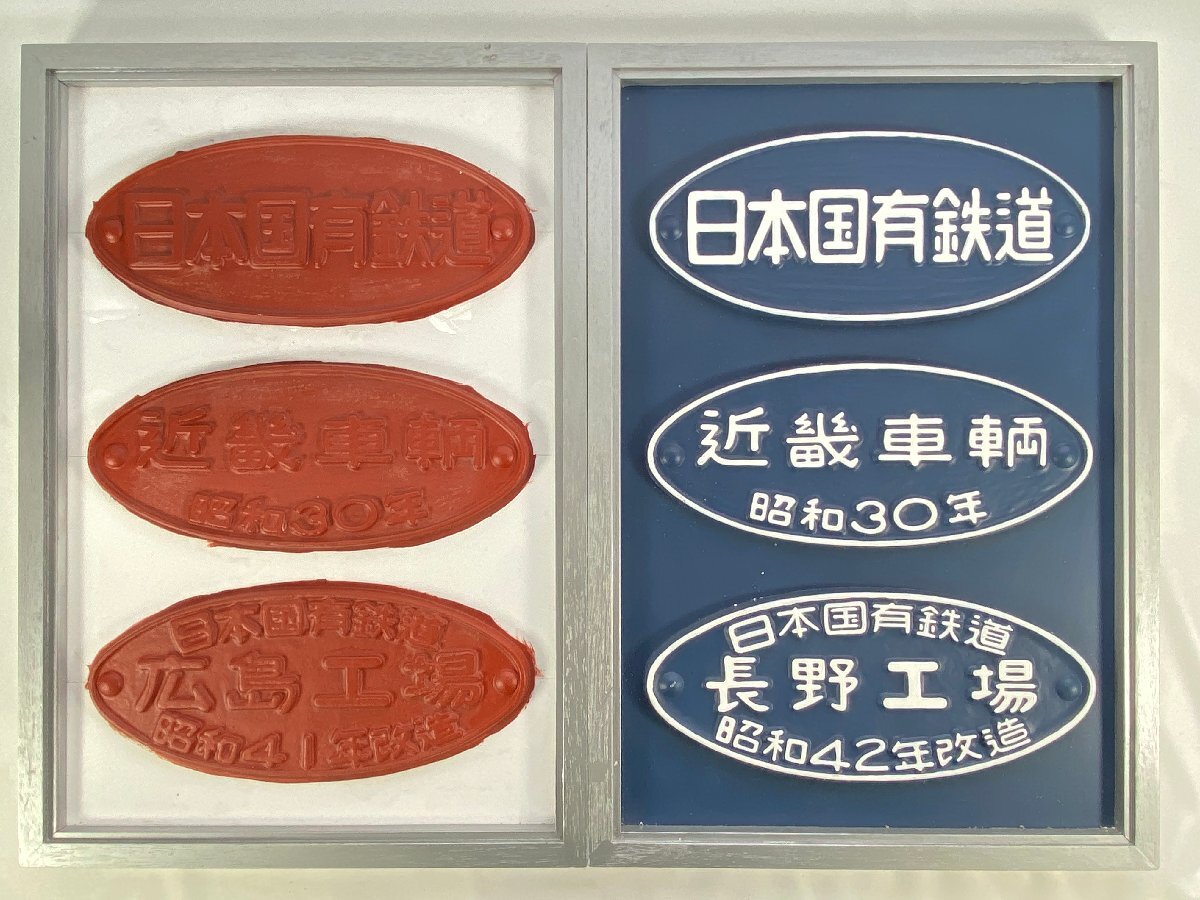 日本国有鉄道
近畿車輌
昭和30年
日本国有鉄道
広島工場
昭和41年改造
日本国有鉄道
近畿車輌
昭和30年
日本国有鉄道
長野工場
昭和42年改造